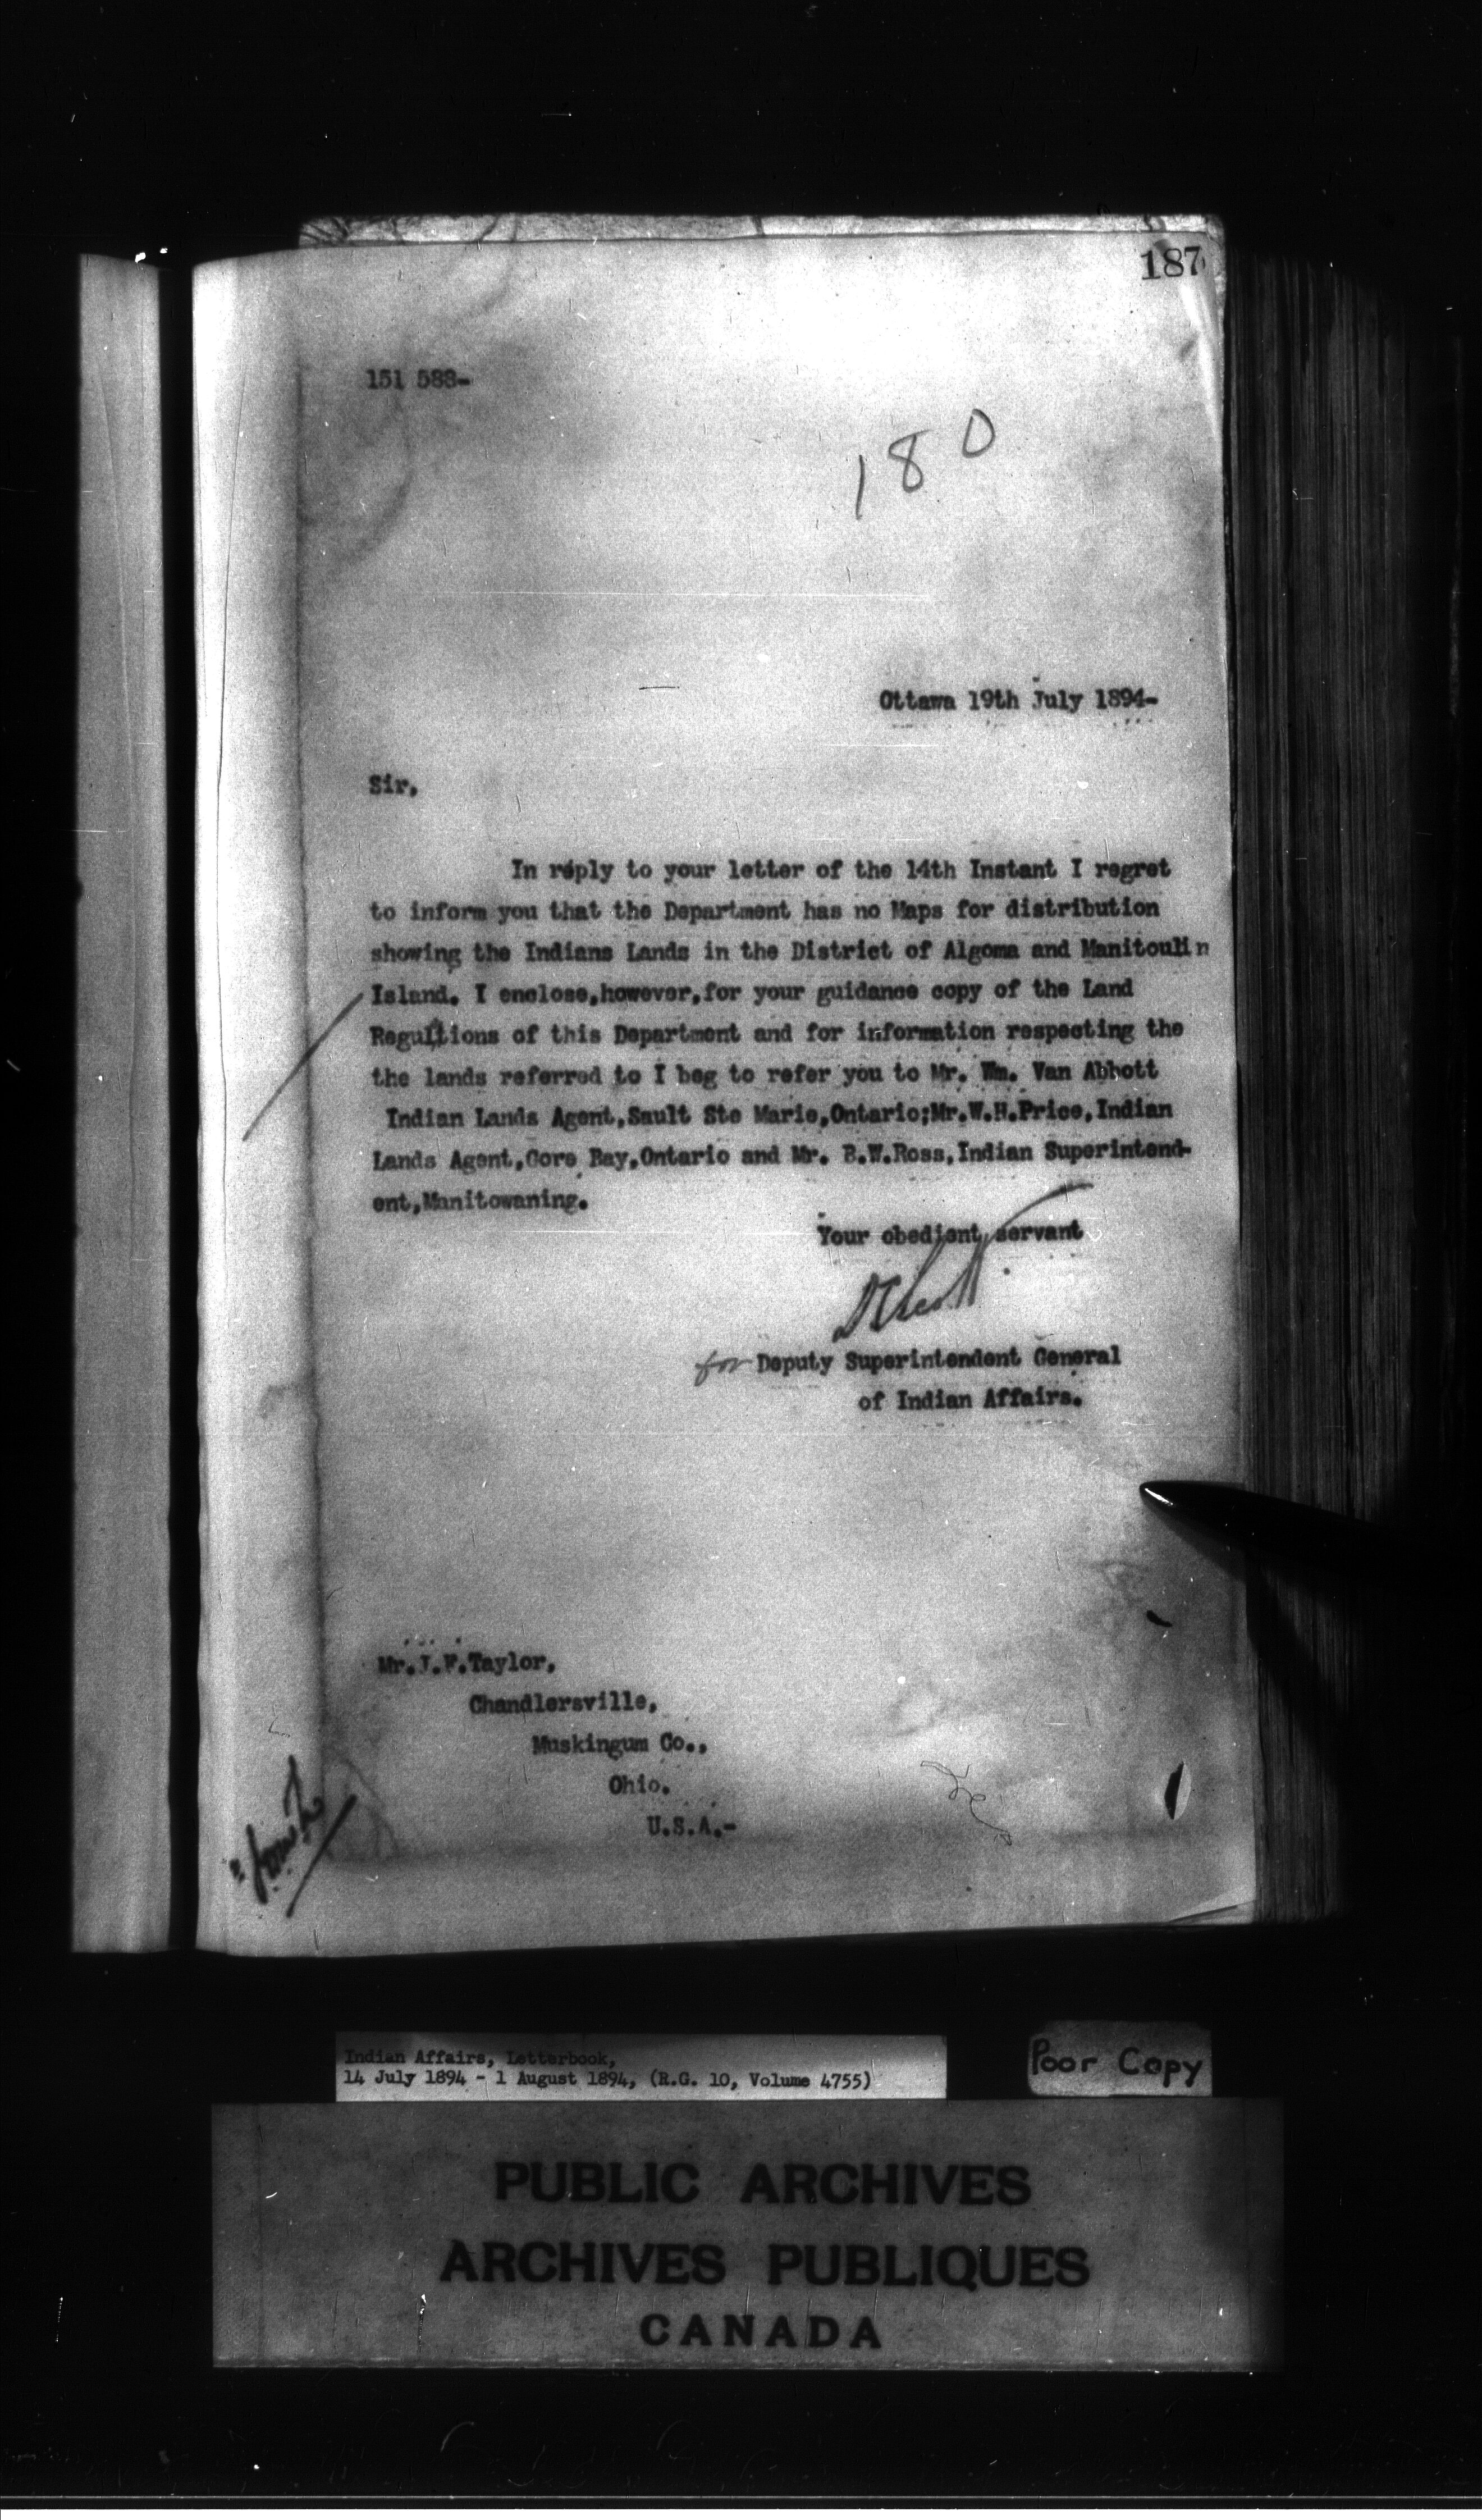 187
151 588-
180
Ottawa 19th July 1894-
Sir,
In reply to your letter of the 14th Instant I regret
to inform you that the Department has no Maps for distribution
showing the Indians Lands in the District of Algoma and Manitoulin
Island. I enclose,however,for your guidance copy of the Land
Regultions of this Department and for information respecting the
the lands referred to I beg to refer you to Mr. Wm. Van Abbott
Indian Lands Agent,Sault Ste Marie,Ontario;Mr.W.H.Price,Indian
Lands Agent,Gore Bay,Ontario and Mr. B.W.Ross,Indian Superintend-
ent,Manitowaning.
Your obedient servant
for Deputy Superintendent General
of Indian Affairs.
Mr.J.F.Taylor,
Chandlersville,
Muskingum Co.,
Ohio.
U.S.A.-
Indian Affairs, Letterbook,
14 July 1894 - 1 August 1894, (R.G. 10, Volume 4755)
Poor Copy
PUBLIC ARCHIVES
ARCHIVES PUBLIQUES
CANADA